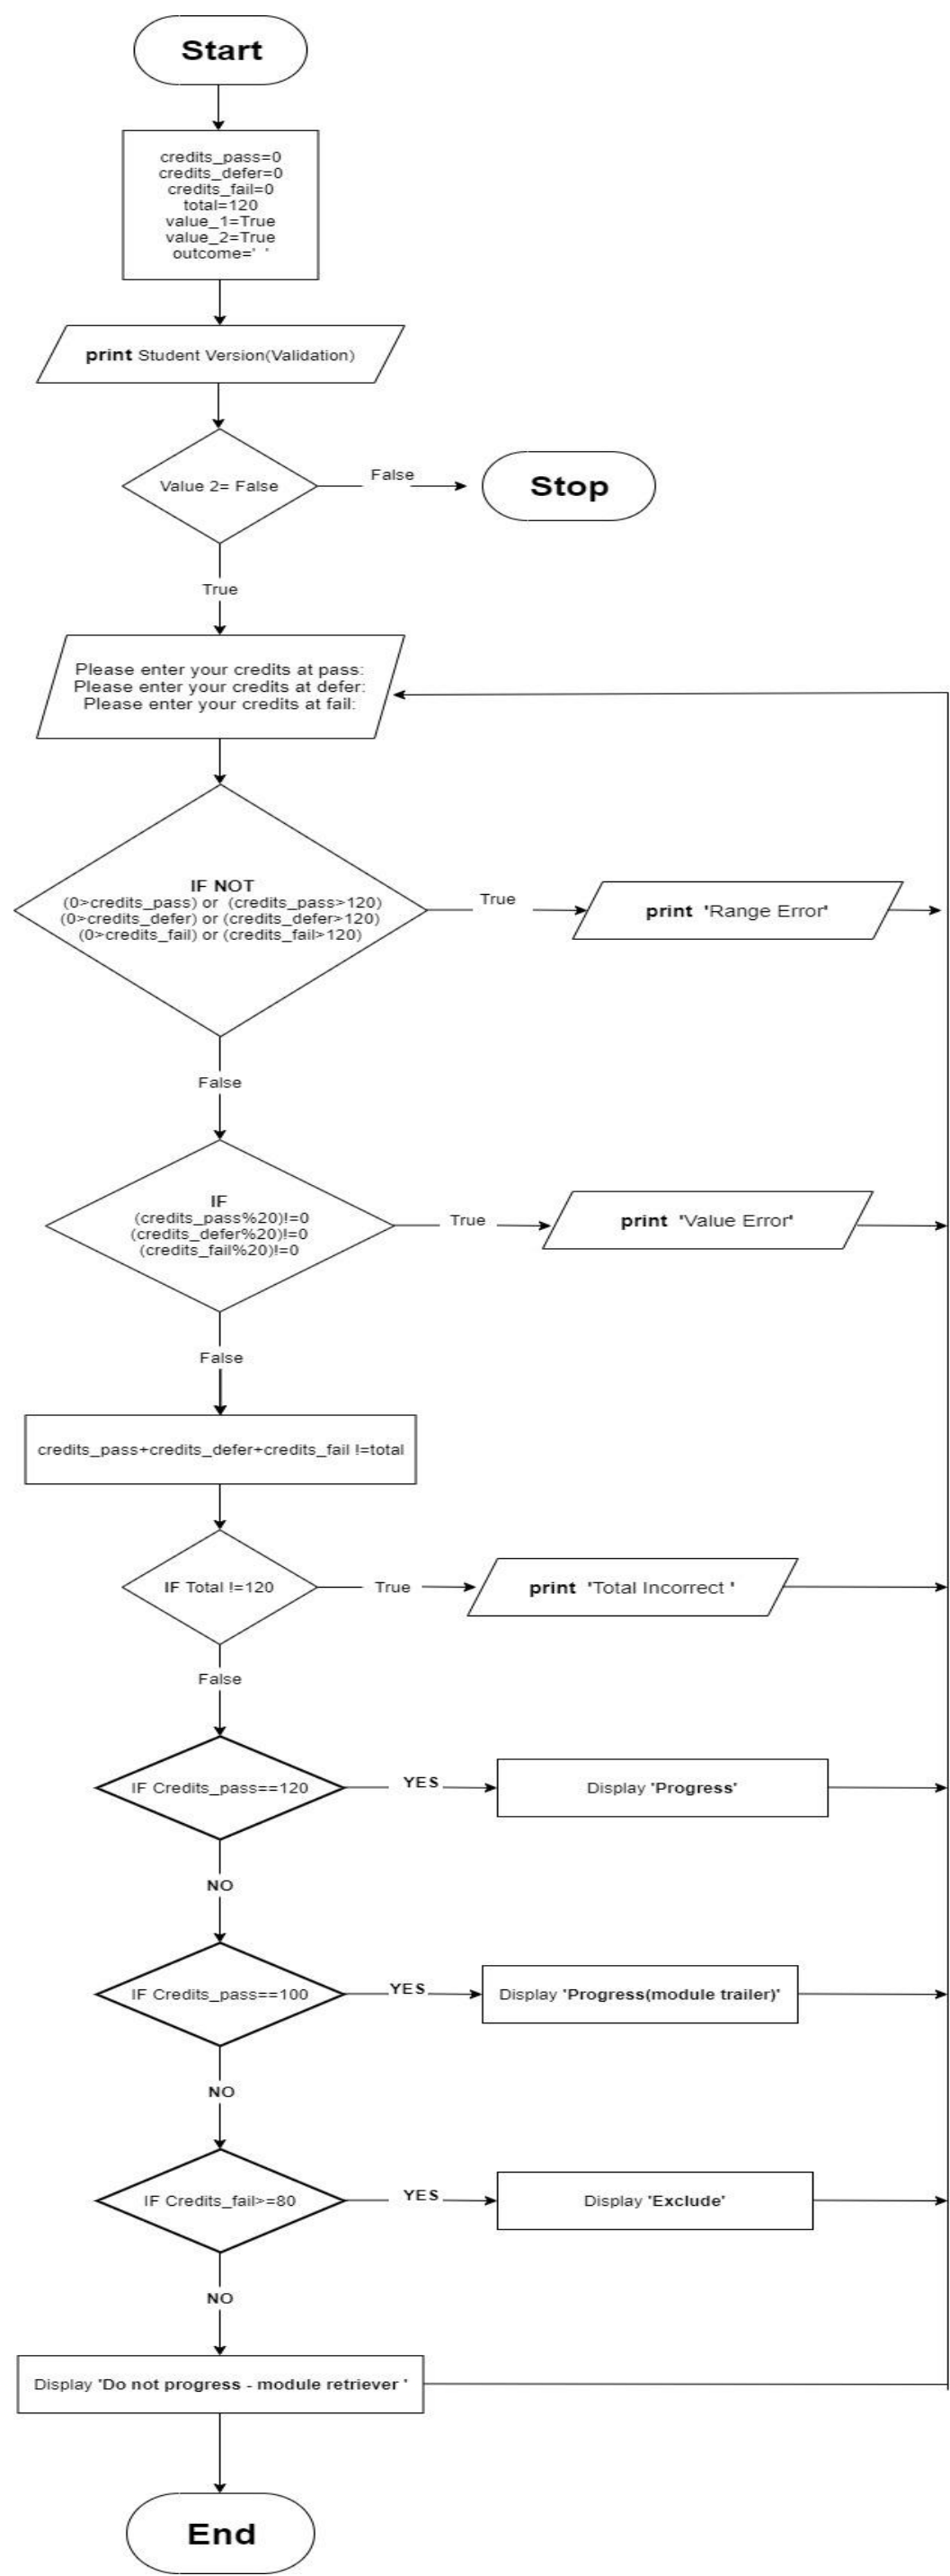 Start
credits_pass=0
credits_defer=0
credits_fail=0
total=120
value_1=True
value_2=True
outcome=' '
print Student Version(Validation)
Value 2= False
False
Stop
True
Please enter your credits at pass:
Please enter your credits at defer:
Please enter your credits at fail:
IF NOT
(0>credits_pass) or (credits_pass>120)
(0>credits_defer) or (credits_defer>120)
(0>credits_fail) or (credits_fail>120)
True
print 'Range Error'
False
IF
(credits_pass%20)!=0
(credits_defer%20)!=0
(credits_fail%20)!=0
True
print 'Value Error'
False
credits_pass+credits_defer+credits_fail !=total
IF Total !=120
True
print 'Total Incorrect '
False
IF Credits_pass==120
YES
Display 'Progress'
NO
IF Credits_pass==100
YES
Display 'Progress(module trailer)'
NO
IF Credits_fail>=80
YES
Display 'Exclude'
NO
Display 'Do not progress - module retriever '
End